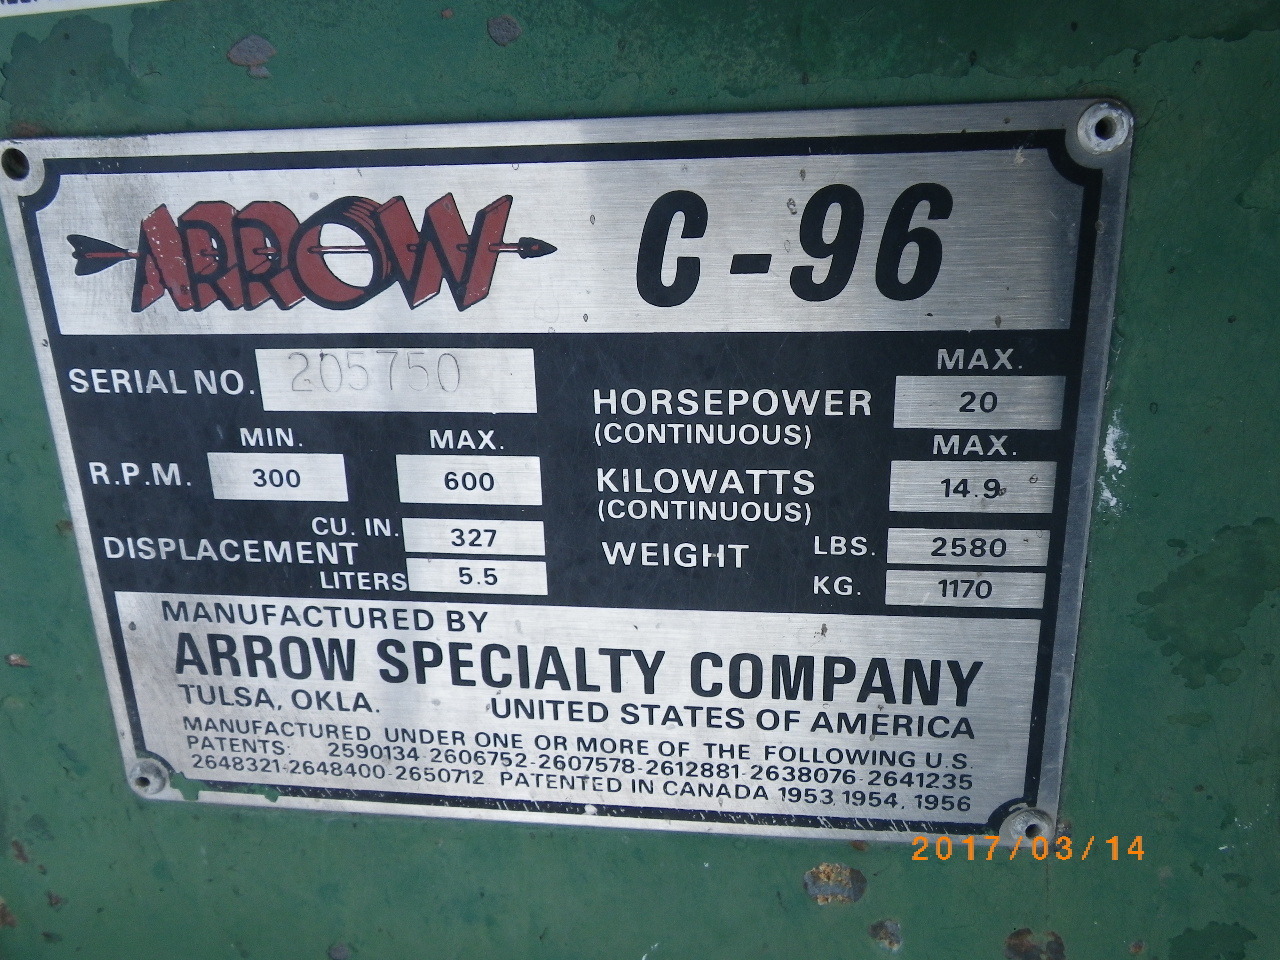 ARROW C-96
SERIAL NO. 205750
MAX.
HORSEPOWER 20
(CONTINUOUS)
MIN. MAX.
R.P.M. 300 600
MAX.
KILOWATTS 14.9
(CONTINUOUS)
CU. IN. 327
DISPLACEMENT
LITERS 5.5
WEIGHT LBS. 2580
KG. 1170
MANUFACTURED BY
ARROW SPECIALTY COMPANY
TULSA, OKLA. UNITED STATES OF AMERICA
MANUFACTURED UNDER ONE OR MORE OF THE FOLLOWING U.S.
PATENTS: 2590134-2606752-2607578-2612881-2638076-2641235
2648321-2648400-2650712 PATENTED IN CANADA 1953, 1954, 1956
2017/03/14